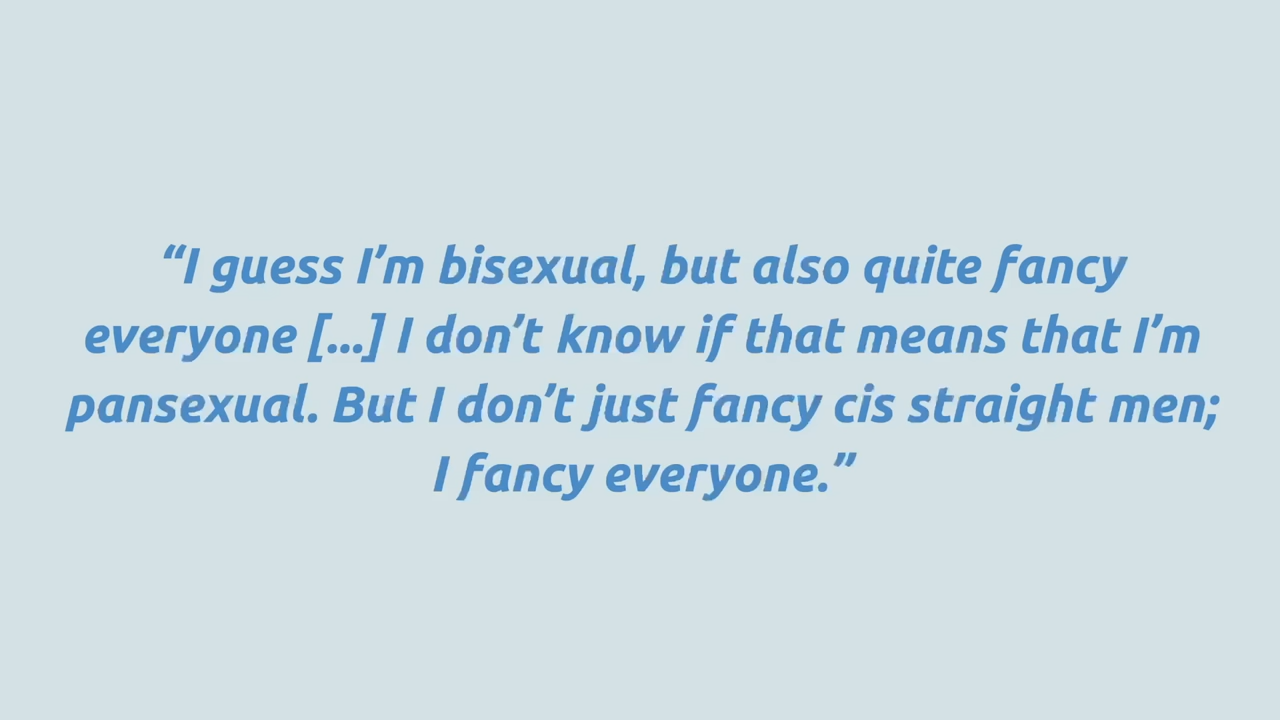 “I guess I’m bisexual, but also quite fancy
everyone [...] I don’t know if that means that I’m
pansexual. But I don’t just fancy cis straight men;
I fancy everyone.”